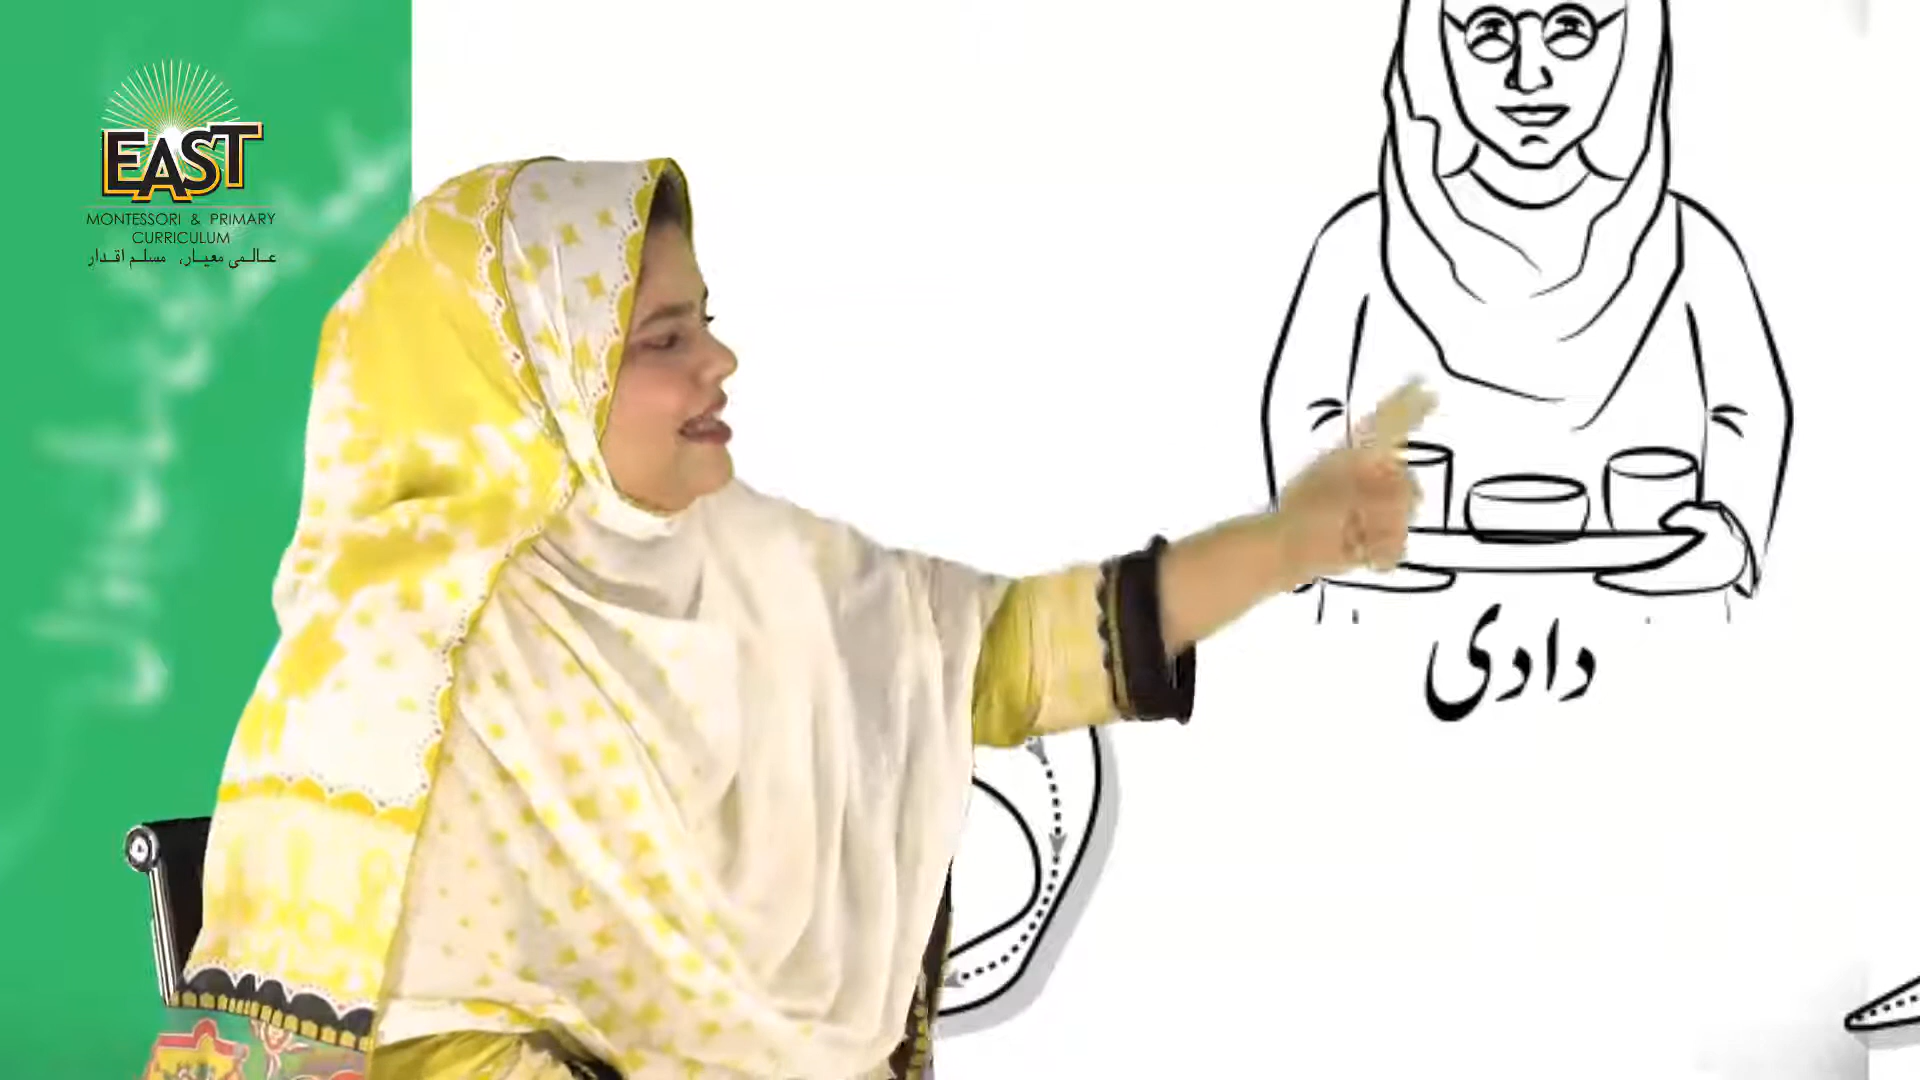 EAST
MONTESSORI & PRIMARY
CURRICULUM
عالمی معیار، مسلم اقدار
دادی